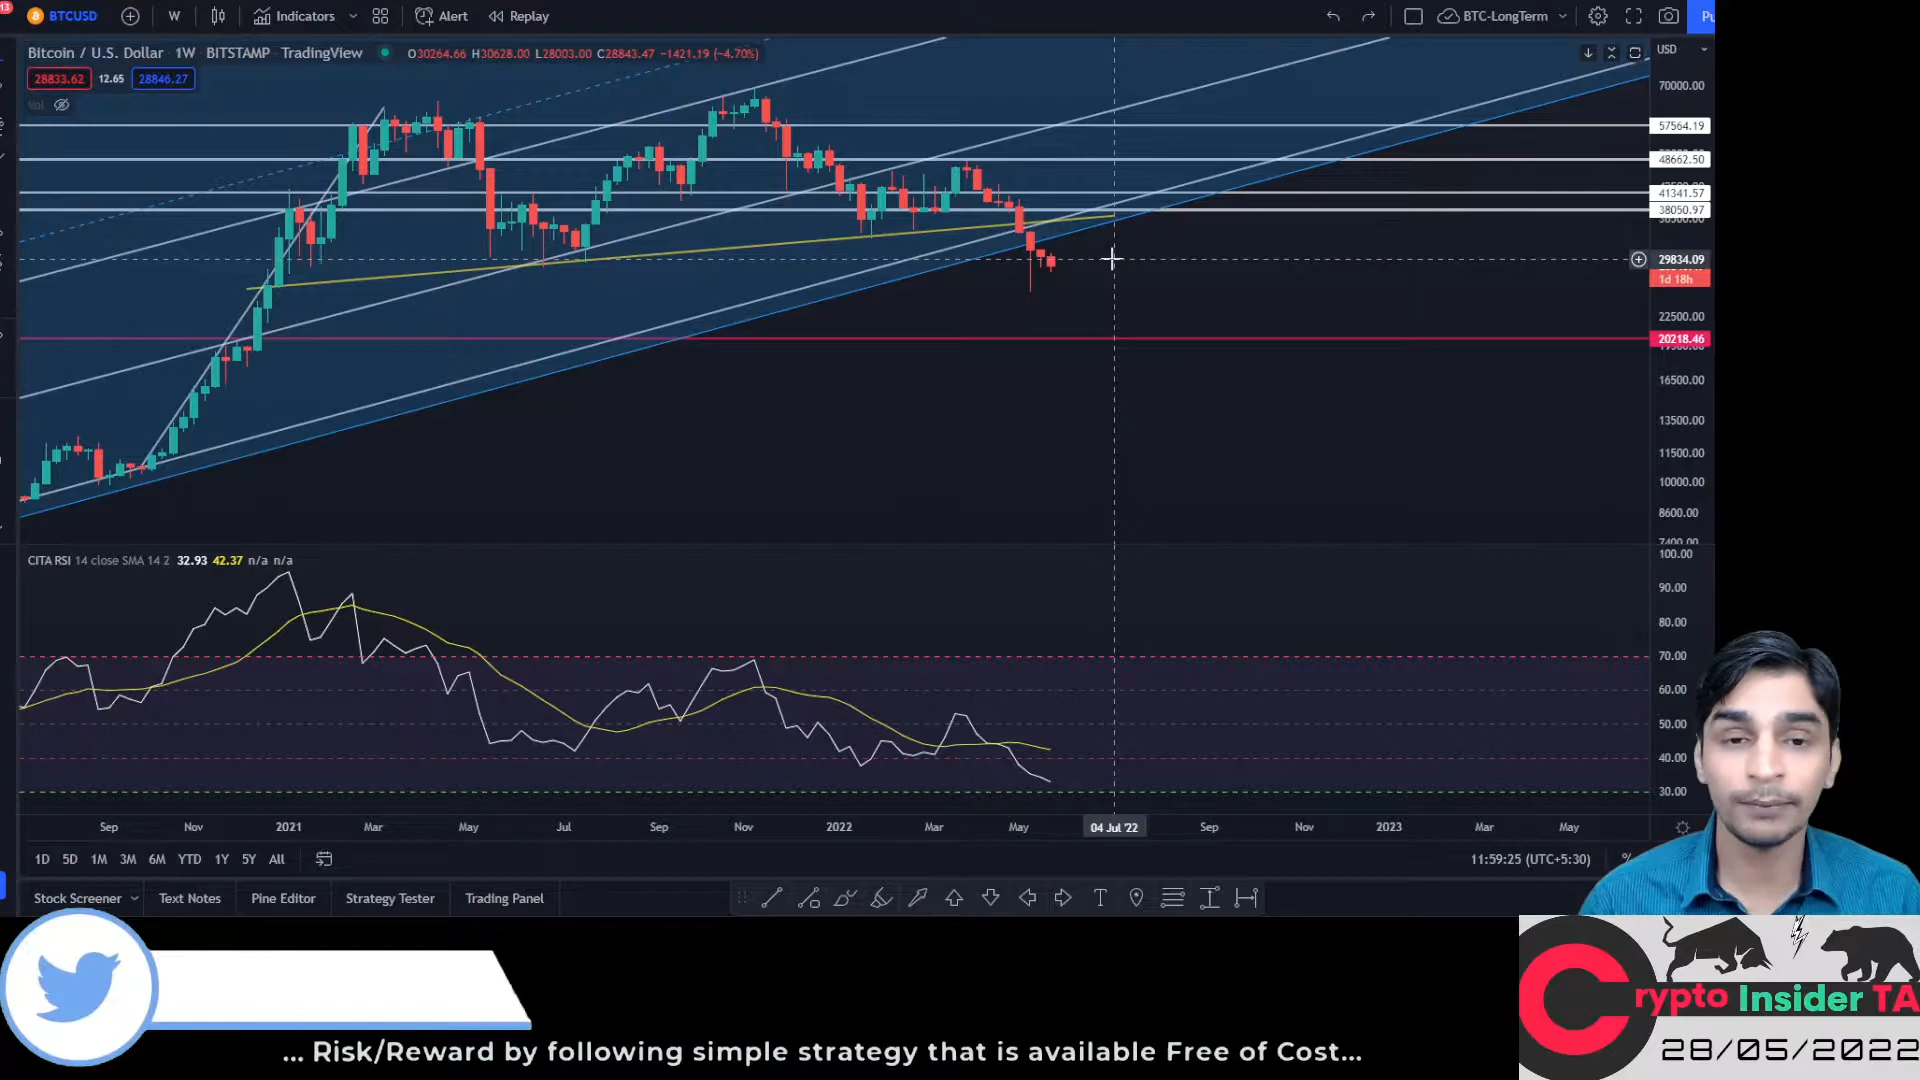 13
BTCUSD
W
Indicators
Alert
Replay
BTC-LongTerm
Pu
Bitcoin / U.S. Dollar 1W BITSTAMP TradingView
O30264.66 H30628.00 L28003.00 C28843.47 −1421.19 (−4.70%)
USD
28833.62 12.65 28846.27
Vol
70000.00
57564.19
48662.50
41341.57
38050.97
29834.09
1d 18h
22500.00
20218.46
16500.00
13500.00
11500.00
10000.00
8600.00
7400.00
CITA RSI 14 close SMA 14 2 32.93 42.37 n/a n/a
100.00
90.00
80.00
70.00
60.00
50.00
40.00
30.00
Sep Nov 2021 Mar May Jul Sep Nov 2022 Mar May 04 Jul '22 Sep Nov 2023 Mar May
1D 5D 1M 3M 6M YTD 1Y 5Y All
11:59:25 (UTC+5:30) %
Stock Screener Text Notes Pine Editor Strategy Tester Trading Panel
T
Crypto Insider TA
28/05/2022
... Risk/Reward by following simple strategy that is available Free of Cost...